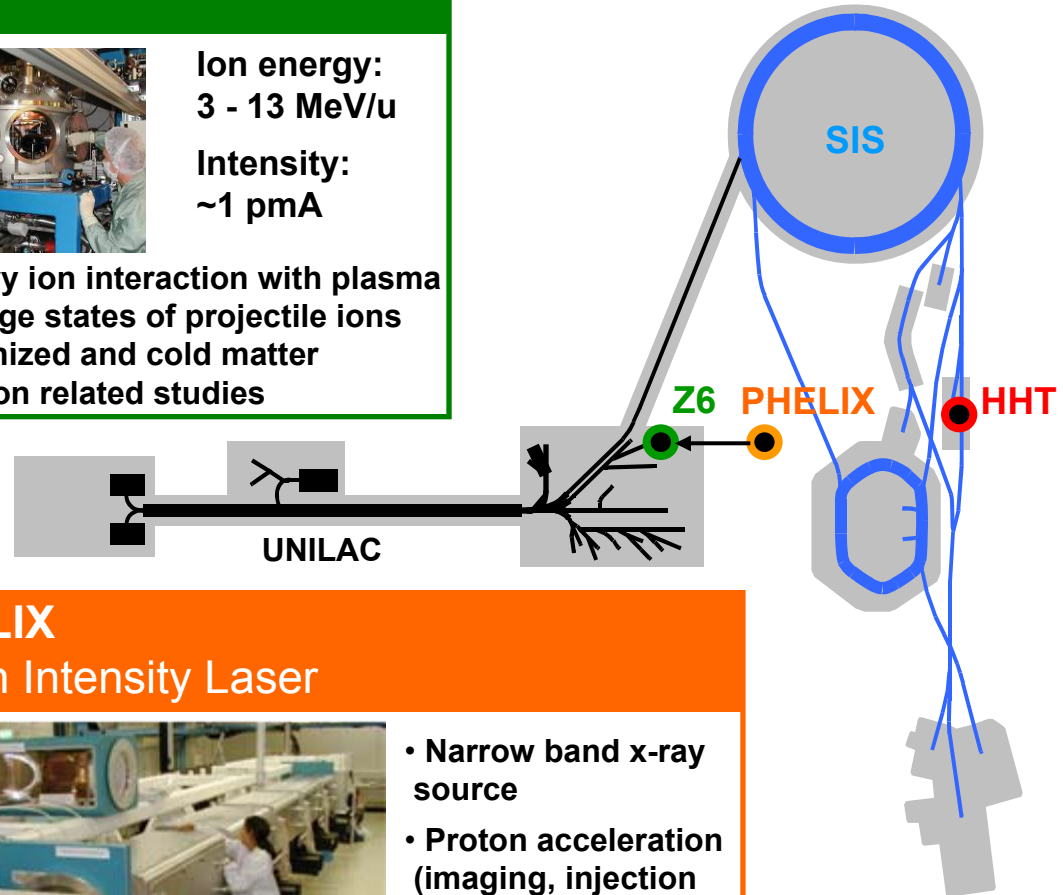 Ion energy:
3 - 13 MeV/u
Intensity:
~1 pmA
y ion interaction with plasma
ge states of projectile ions
nized and cold matter
on related studies
SIS
Z6
PHELIX
HHT
UNILAC
LIX
h Intensity Laser
• Narrow band x-ray
source
• Proton acceleration
(imaging, injection